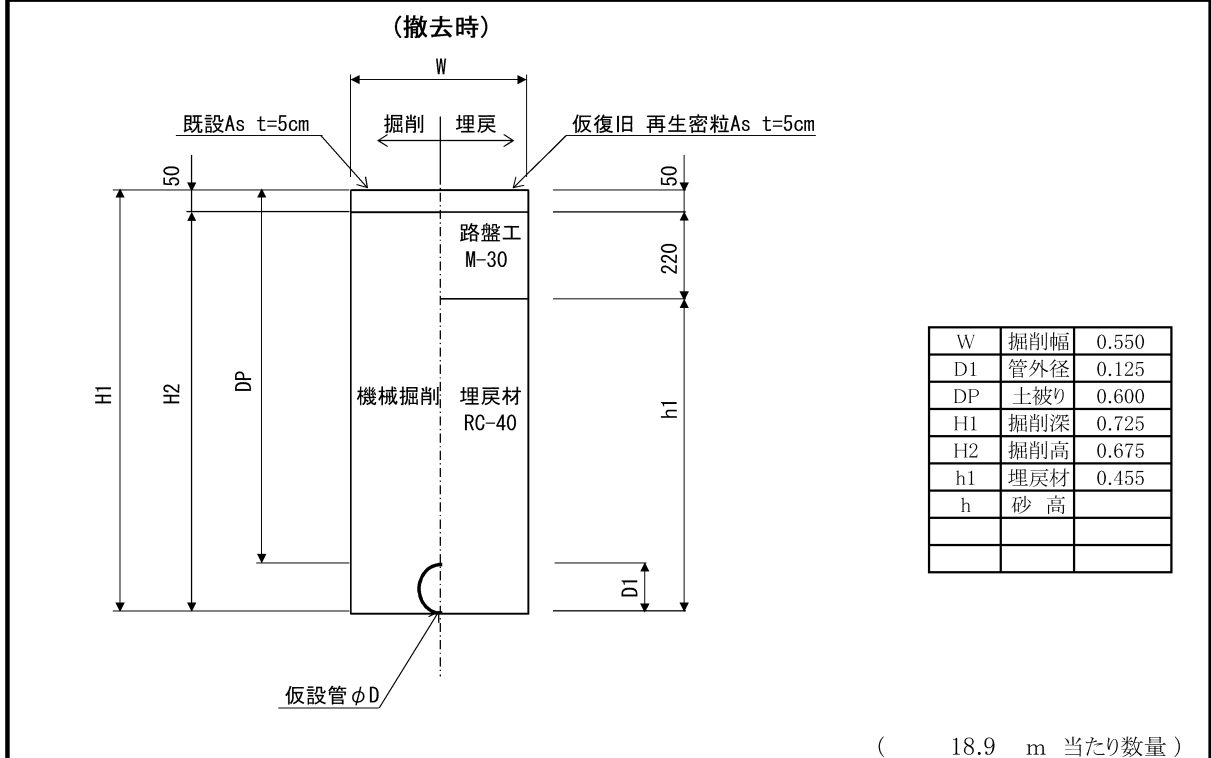 (撤去時)
W
既設As t=5cm
掘削 埋戻
仮復旧 再生密粒As t=5cm
50
50
路盤工
M-30
220
H1
H2
DP
機械掘削
埋戻材
RC-40
h1
D1
仮設管φD
W 掘削幅 0.550
D1 管外径 0.125
DP 土被り 0.600
H1 掘削深 0.725
H2 掘削高 0.675
h1 埋戻材 0.455
h 砂 高
( 18.9 m 当たり数量 )